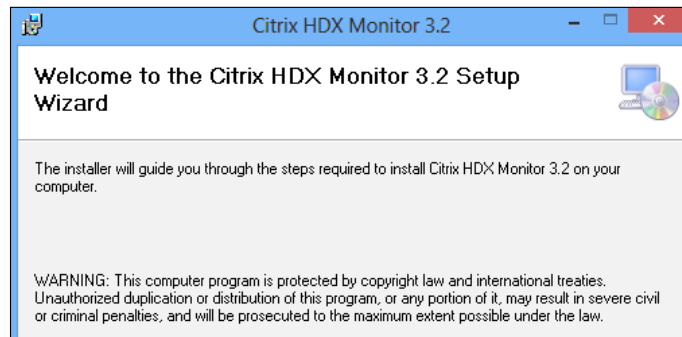 Citrix HDX Monitor 3.2
Welcome to the Citrix HDX Monitor 3.2 Setup
Wizard
The installer will guide you through the steps required to install Citrix HDX Monitor 3.2 on your
computer.
WARNING: This computer program is protected by copyright law and international treaties.
Unauthorized duplication or distribution of this program, or any portion of it, may result in severe civil
or criminal penalties, and will be prosecuted to the maximum extent possible under the law.